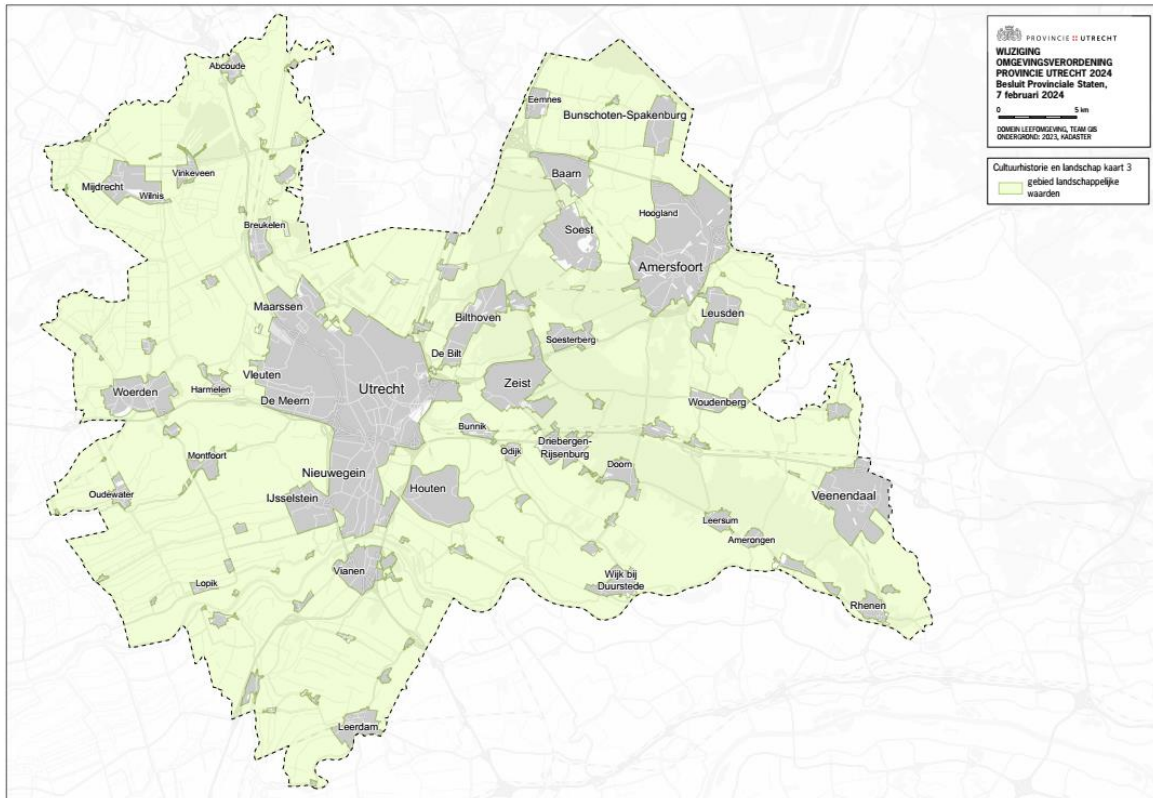 PROVINCIE UTRECHT
WIJZIGING
OMGEVINGSVERORDENING
PROVINCIE UTRECHT 2024
Besluit Provinciale Staten,
7 februari 2024
0 5 km
DOMEIN LEEFOMGEVING, TEAM GIS
ONDERGROND: 2023, KADASTER
Cultuurhistorie en landschap kaart 3
gebied landschappelijke
waarden
Abcoude
Eemnes
Bunschoten-Spakenburg
Vinkeveen
Baarn
Mijdrecht
Wilnis
Hoogland
Breukelen
Soest
Amersfoort
Maarssen
Leusden
Bilthoven
Soesterberg
De Bilt
Vleuten
Zeist
Utrecht
Harmelen
Woerden
De Meern
Woudenberg
Bunnik
Driebergen-
Rijsenburg
Odijk
Montfoort
Doorn
Nieuwegein
Houten
Oudewater
IJsselstein
Veenendaal
Leersum
Amerongen
Vianen
Wijk bij
Duurstede
Lopik
Rhenen
Leerdam